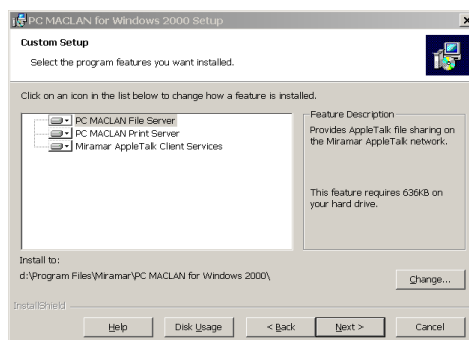 PC MACLAN for Windows 2000 Setup
Custom Setup
Select the program features you want installed.
Click on an icon in the list below to change how a feature is installed.
PC MACLAN File Server
PC MACLAN Print Server
Miramar AppleTalk Client Services
Feature Description
Provides AppleTalk file sharing on
the Miramar AppleTalk network.
This feature requires 636KB on
your hard drive.
Install to:
d:\Program Files\Miramar\PC MACLAN for Windows 2000\
Change...
InstallShield
Help
Disk Usage
< Back
Next >
Cancel